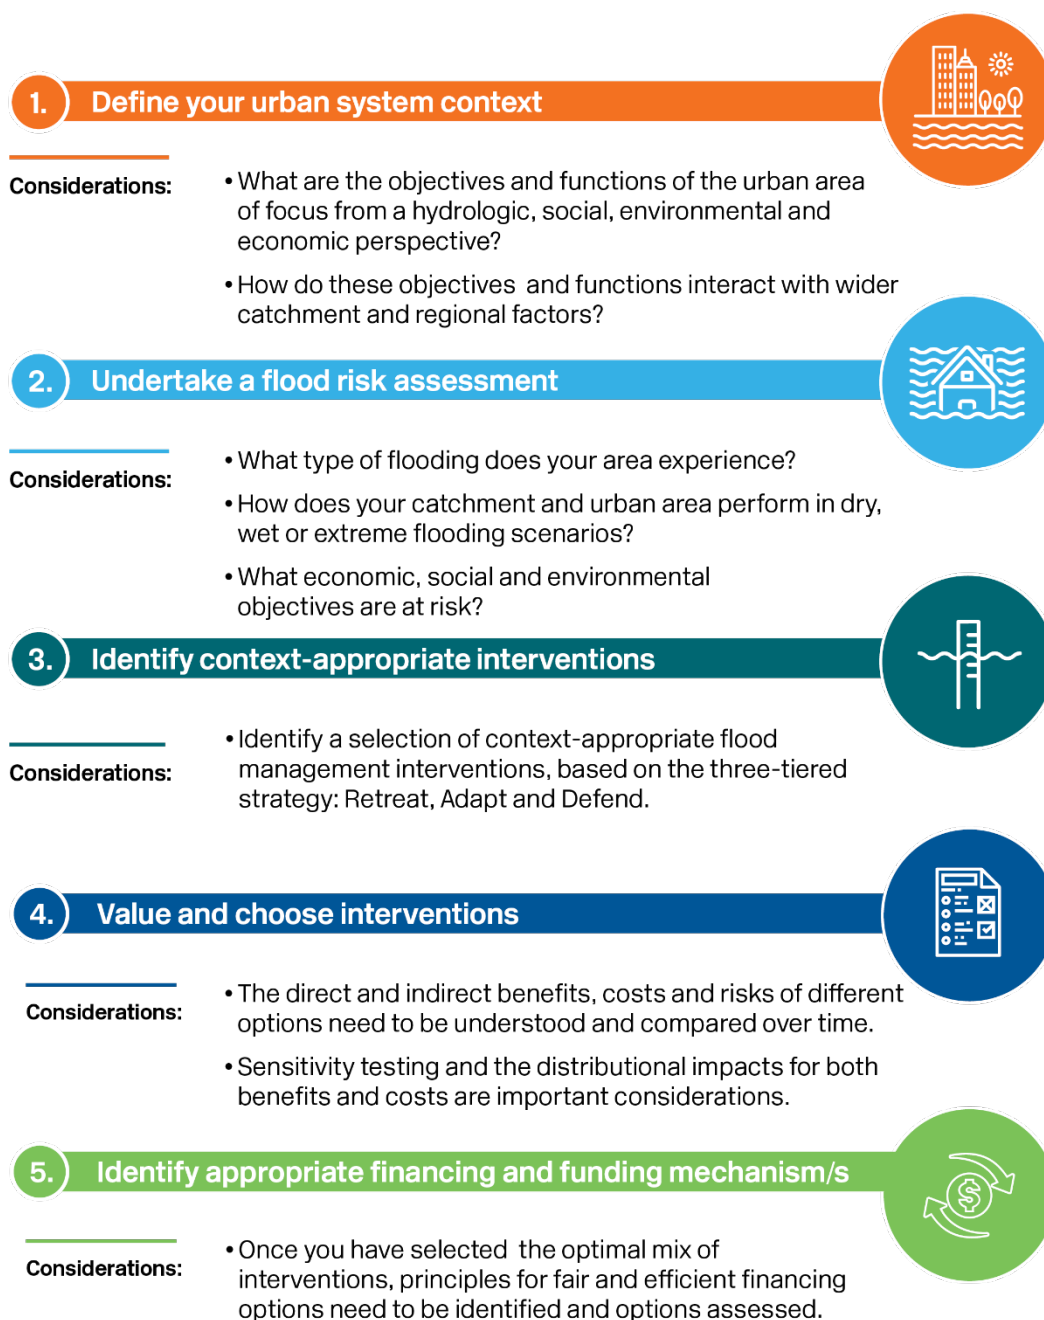 1. Define your urban system context
Considerations:
• What are the objectives and functions of the urban area
of focus from a hydrologic, social, environmental and
economic perspective?
• How do these objectives and functions interact with wider
catchment and regional factors?
2. Undertake a flood risk assessment
Considerations:
• What type of flooding does your area experience?
• How does your catchment and urban area perform in dry,
wet or extreme flooding scenarios?
• What economic, social and environmental
objectives are at risk?
3. Identify context-appropriate interventions
Considerations:
• Identify a selection of context-appropriate flood
management interventions, based on the three-tiered
strategy: Retreat, Adapt and Defend.
4. Value and choose interventions
Considerations:
• The direct and indirect benefits, costs and risks of different
options need to be understood and compared over time.
• Sensitivity testing and the distributional impacts for both
benefits and costs are important considerations.
5. Identify appropriate financing and funding mechanism/s
$
Considerations:
• Once you have selected the optimal mix of
interventions, principles for fair and efficient financing
options need to be identified and options assessed.